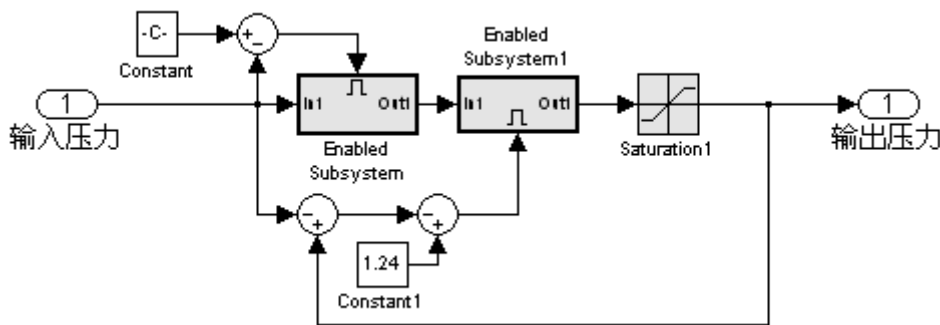 -C-
Constant
+
−
1
输入压力
In1
Out1
Enabled
Subsystem
Enabled
Subsystem1
In1
Out1
Saturation1
1
输出压力
−
+
−
+
1.24
Constant1